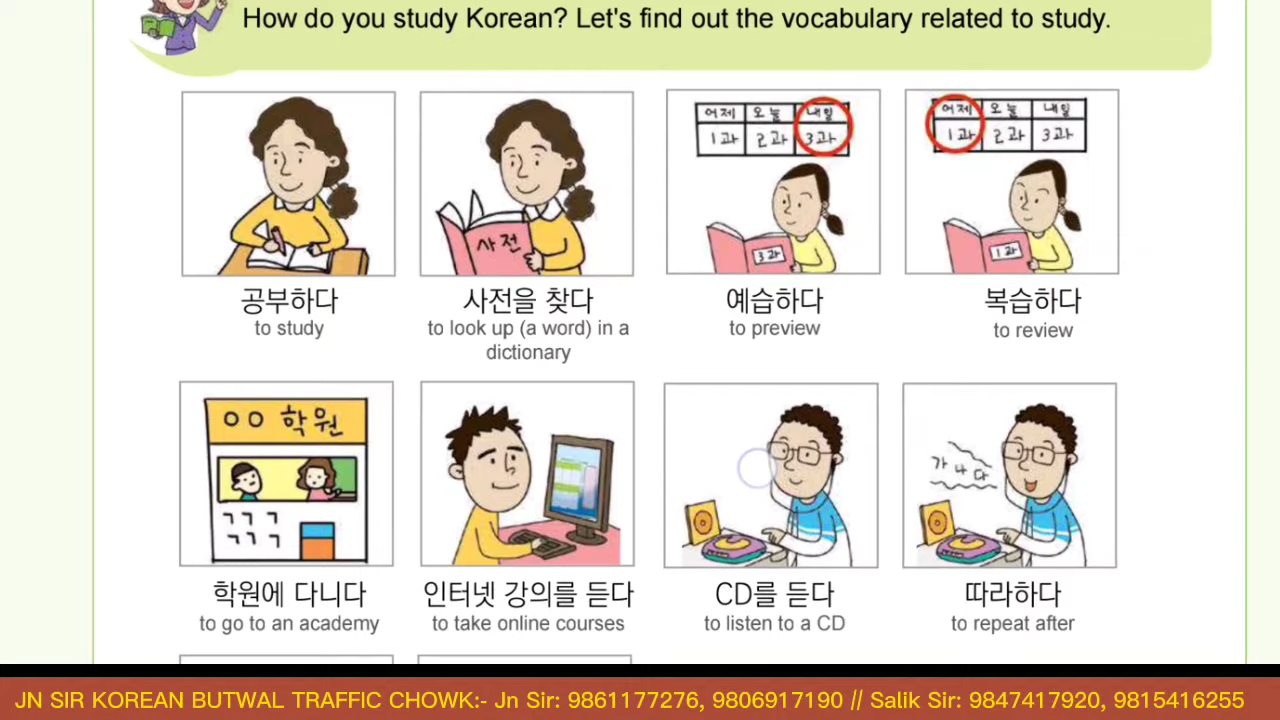 How do you study Korean? Let's find out the vocabulary related to study.
어제 오늘 내일
1과 2과 3과
어제 오늘 내일
1과 2과 3과
사전
3과
1과
공부하다
to study
사전을 찾다
to look up (a word) in a
dictionary
예습하다
to preview
복습하다
to review
OO 학원
ㄱㄱ ㄱ
ㄱㄱ ㄱ
가 나 다
학원에 다니다
to go to an academy
인터넷 강의를 듣다
to take online courses
CD를 듣다
to listen to a CD
따라하다
to repeat after
JN SIR KOREAN BUTWAL TRAFFIC CHOWK:- Jn Sir: 9861177276, 9806917190 // Salik Sir: 9847417920, 9815416255